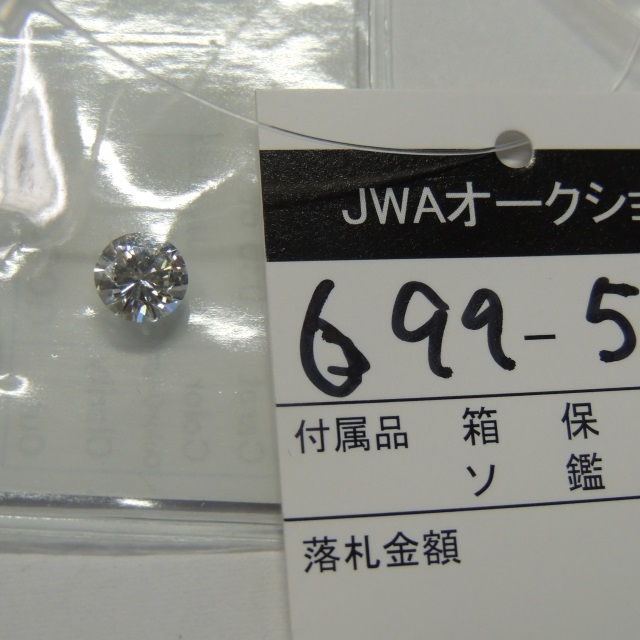 JWAオークショ
699-5
付属品 箱 保
ソ 鑑
落札金額